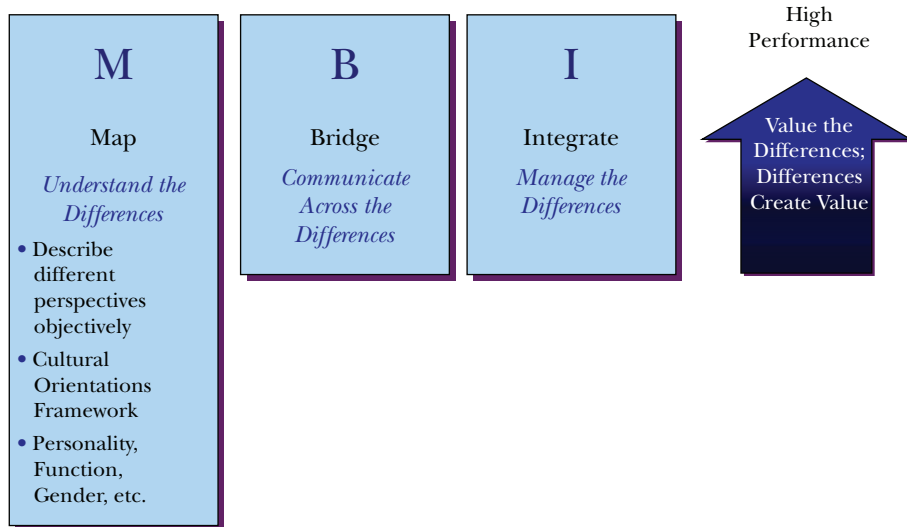 M
Map
Understand the
Differences
• Describe
different
perspectives
objectively
• Cultural
Orientations
Framework
• Personality,
Function,
Gender, etc.
B
Bridge
Communicate
Across the
Differences
I
Integrate
Manage the
Differences
High
Performance
Value the
Differences;
Differences
Create Value